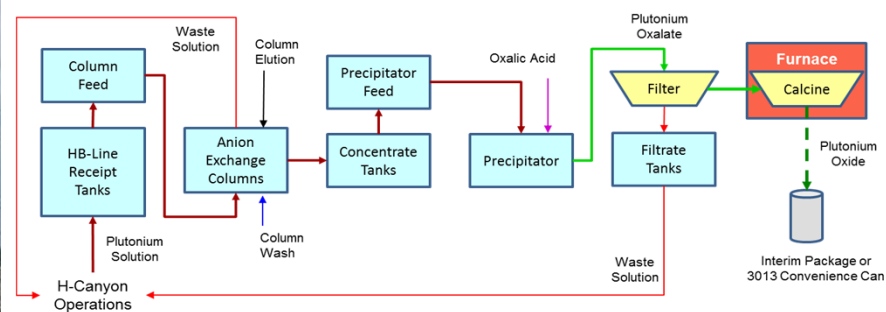 Waste
Solution
Column
Elution
Column
Feed
HB-Line
Receipt
Tanks
Plutonium
Solution
H-Canyon
Operations
Anion
Exchange
Columns
Column
Wash
Precipitator
Feed
Concentrate
Tanks
Oxalic Acid
Precipitator
Plutonium
Oxalate
Filter
Filtrate
Tanks
Waste
Solution
Furnace
Calcine
Plutonium
Oxide
Interim Package or
3013 Convenience Can